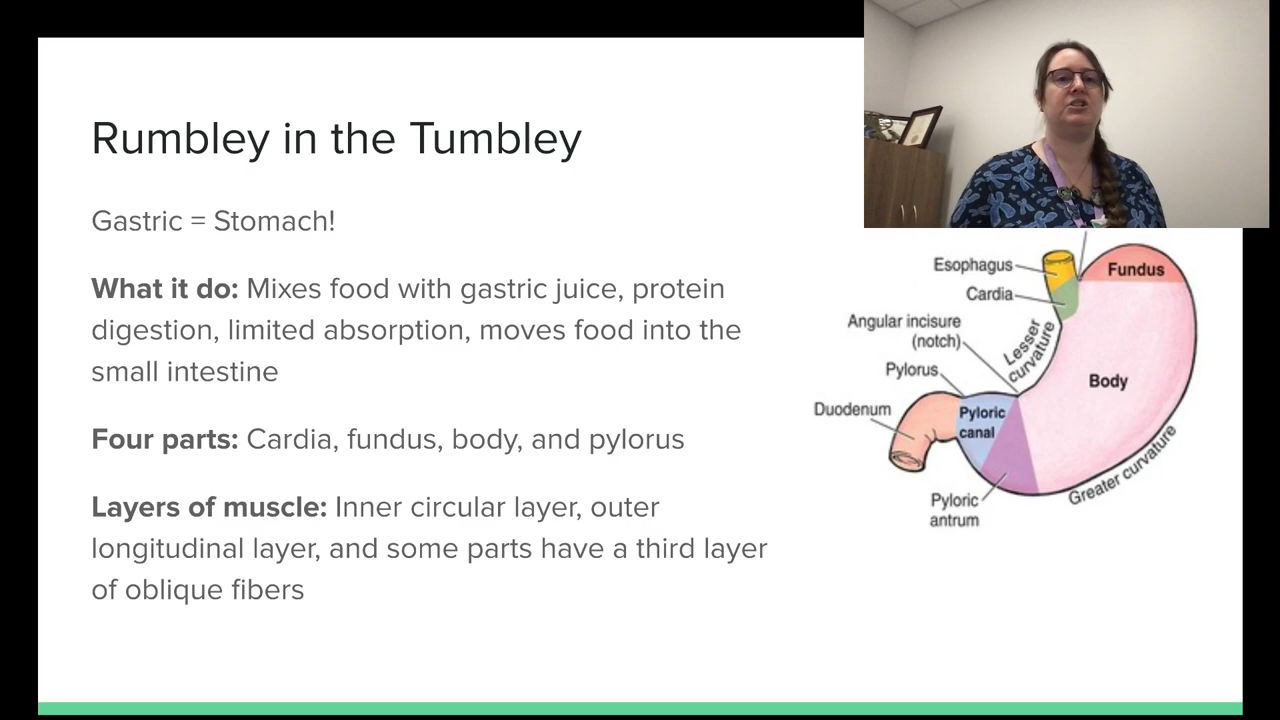 Rumbley in the Tumbley
Gastric = Stomach!
What it do: Mixes food with gastric juice, protein
digestion, limited absorption, moves food into the
small intestine
Four parts: Cardia, fundus, body, and pylorus
Layers of muscle: Inner circular layer, outer
longitudinal layer, and some parts have a third layer
of oblique fibers
Esophagus
Fundus
Cardia
Angular incisure
(notch)
Lesser
curvature
Pylorus
Body
Duodenum
Pyloric
canal
Greater curvature
Pyloric
antrum